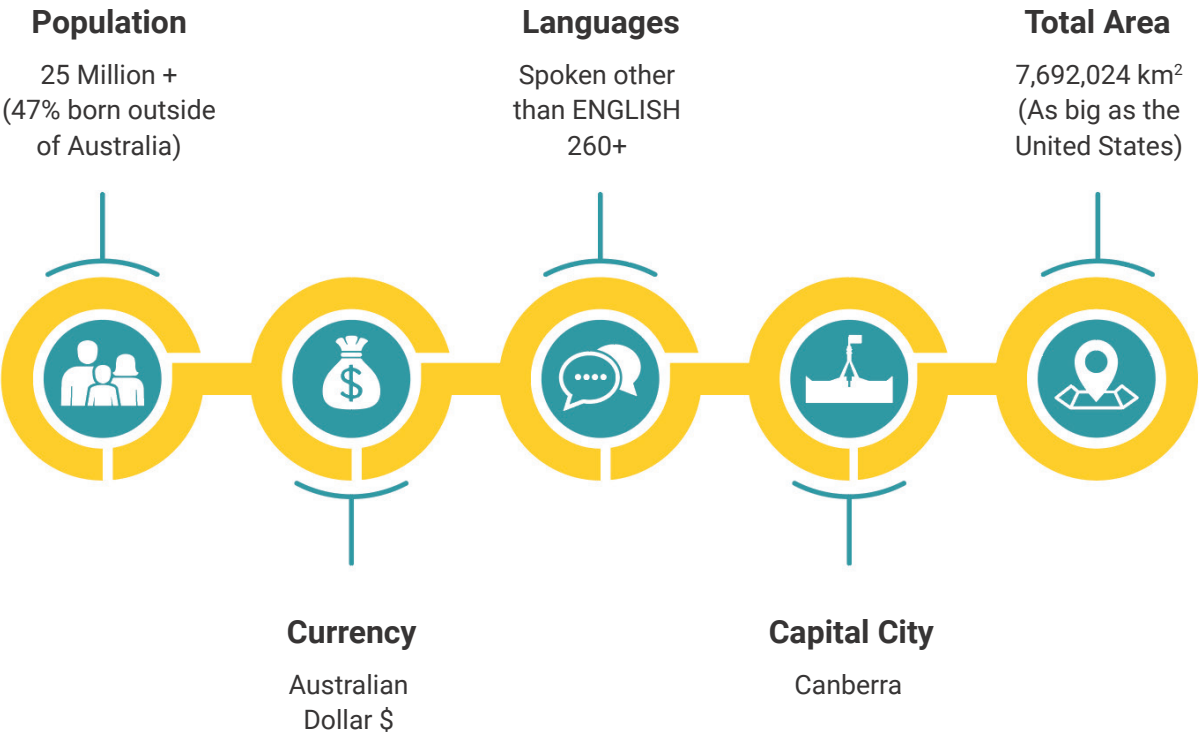 Population
25 Million +
(47% born outside
of Australia)
Currency
Australian
Dollar $
Languages
Spoken other
than ENGLISH
260+
Capital City
Canberra
Total Area
7,692,024 km²
(As big as the
United States)
$